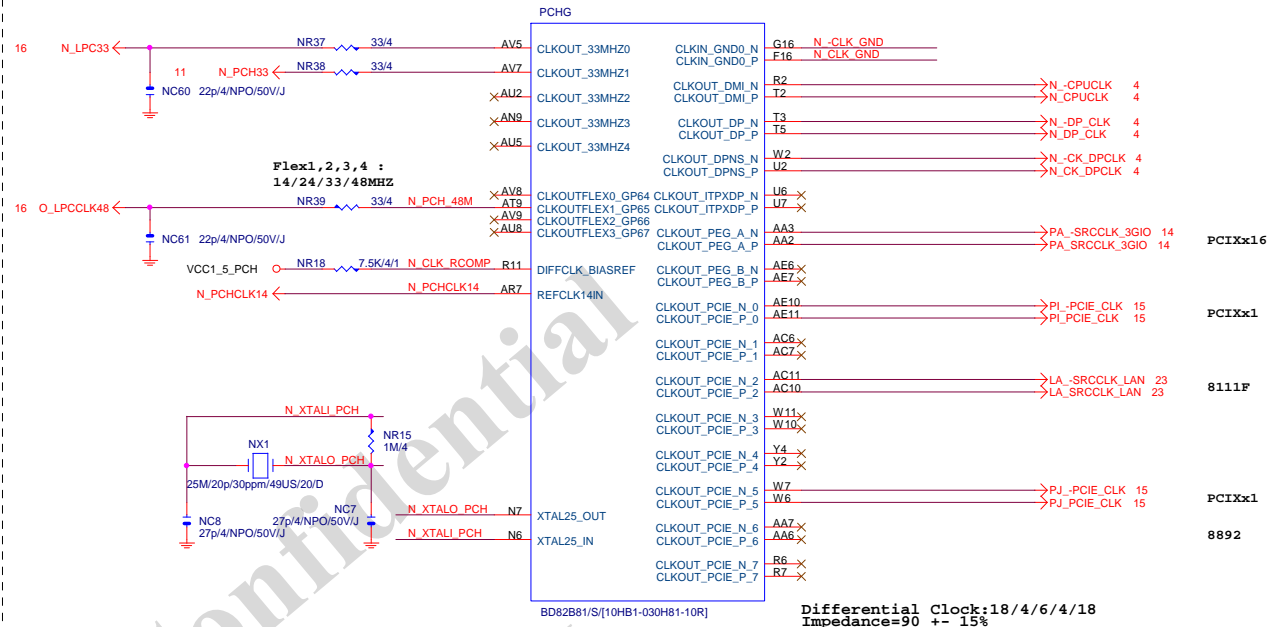 PCHG
16 N_LPC33 NR37 33/4 AV5 CLKOUT_33MHZ0 CLKIN_GND0_N G16 N_-CLK_GND
CLKIN_GND0_P F16 N_CLK_GND
11 N_PCH33 NR38 33/4 AV7 CLKOUT_33MHZ1
NC60 22p/4/NPO/50V/J
CLKOUT_DMI_N R2 N_-CPUCLK 4
AU2 CLKOUT_33MHZ2 CLKOUT_DMI_P T2 N_CPUCLK 4
AN9 CLKOUT_33MHZ3 CLKOUT_DP_N T3 N_-DP_CLK 4
CLKOUT_DP_P T5 N_DP_CLK 4
AU5 CLKOUT_33MHZ4
CLKOUT_DPNS_N W2 N_-CK_DPCLK 4
CLKOUT_DPNS_P U2 N_CK_DPCLK 4
Flex1,2,3,4 :
14/24/33/48MHZ
AV8 CLKOUTFLEX0_GP64 CLKOUT_ITPXDP_N U6
16 O_LPCCLK48 NR39 33/4 N_PCH_48M AT9 CLKOUTFLEX1_GP65 CLKOUT_ITPXDP_P U7
AV9 CLKOUTFLEX2_GP66
AU8 CLKOUTFLEX3_GP67 CLKOUT_PEG_A_N AA3 PA_-SRCCLK_3GIO 14
NC61 22p/4/NPO/50V/J CLKOUT_PEG_A_P AA2 PA_SRCCLK_3GIO 14 PCIXx16
VCC1_5_PCH NR18 7.5K/4/1 N_CLK_RCOMP R11 DIFFCLK_BIASREF CLKOUT_PEG_B_N AE6
CLKOUT_PEG_B_P AE7
N_PCHCLK14 N_PCHCLK14 AR7 REFCLK14IN
CLKOUT_PCIE_N_0 AE10 PI_-PCIE_CLK 15
CLKOUT_PCIE_P_0 AE11 PI_PCIE_CLK 15 PCIXx1
CLKOUT_PCIE_N_1 AC6
CLKOUT_PCIE_P_1 AC7
CLKOUT_PCIE_N_2 AC11 LA_-SRCCLK_LAN 23
CLKOUT_PCIE_P_2 AC10 LA_SRCCLK_LAN 23 8111F
N_XTALI_PCH
CLKOUT_PCIE_N_3 W11
CLKOUT_PCIE_P_3 W10
NR15
1M/4
NX1
N_XTALO_PCH
CLKOUT_PCIE_N_4 Y4
CLKOUT_PCIE_P_4 Y2
25M/20p/30ppm/49US/20/D
CLKOUT_PCIE_N_5 W7 PJ_-PCIE_CLK 15
CLKOUT_PCIE_P_5 W6 PJ_PCIE_CLK 15 PCIXx1
NC8
27p/4/NPO/50V/J
NC7
27p/4/NPO/50V/J
N_XTALO_PCH N7 XTAL25_OUT
CLKOUT_PCIE_N_6 AA7
CLKOUT_PCIE_P_6 AA6 8892
N_XTALI_PCH N6 XTAL25_IN
CLKOUT_PCIE_N_7 R6
CLKOUT_PCIE_P_7 R7
BD82B81/S/[10HB1-030H81-10R]
Differential Clock:18/4/6/4/18
Impedance=90 +- 15%
onfidential